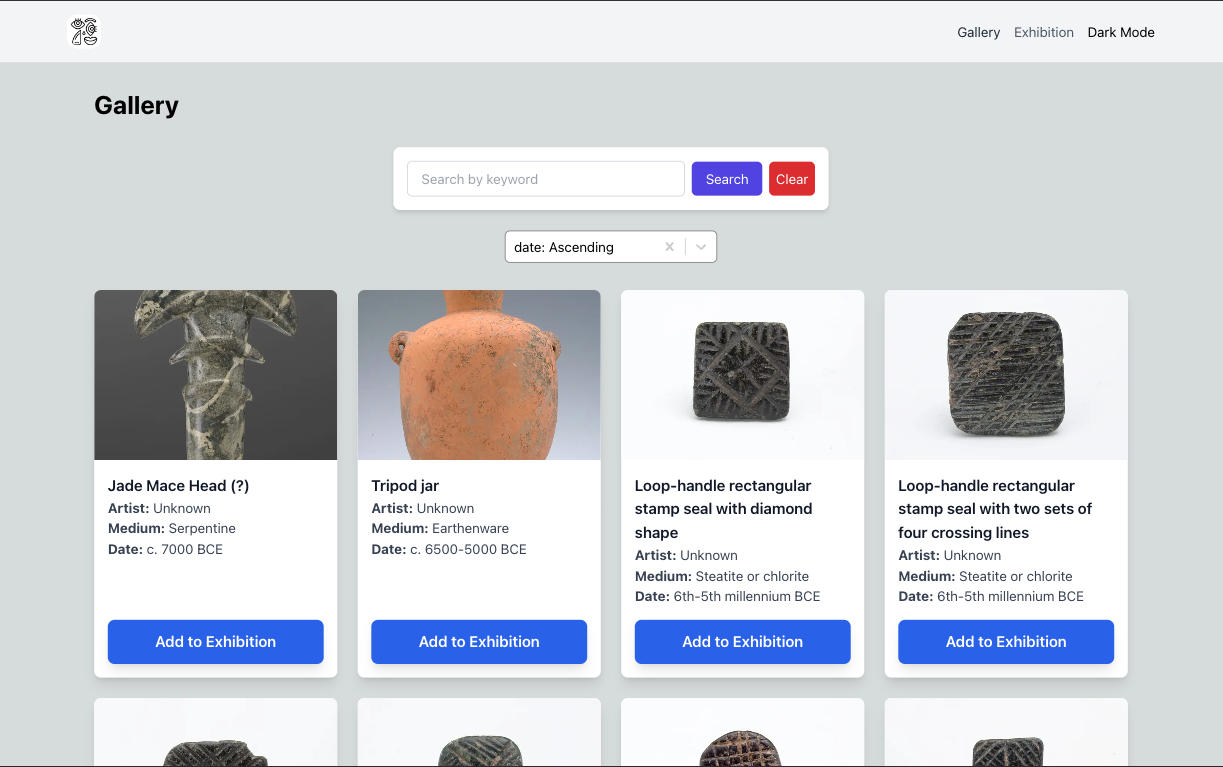 Gallery Exhibition Dark Mode
Gallery
Search by keyword Search Clear
date: Ascending
Jade Mace Head (?)
Artist: Unknown
Medium: Serpentine
Date: c. 7000 BCE
Add to Exhibition
Tripod jar
Artist: Unknown
Medium: Earthenware
Date: c. 6500-5000 BCE
Add to Exhibition
Loop-handle rectangular
stamp seal with diamond
shape
Artist: Unknown
Medium: Steatite or chlorite
Date: 6th-5th millennium BCE
Add to Exhibition
Loop-handle rectangular
stamp seal with two sets of
four crossing lines
Artist: Unknown
Medium: Steatite or chlorite
Date: 6th-5th millennium BCE
Add to Exhibition